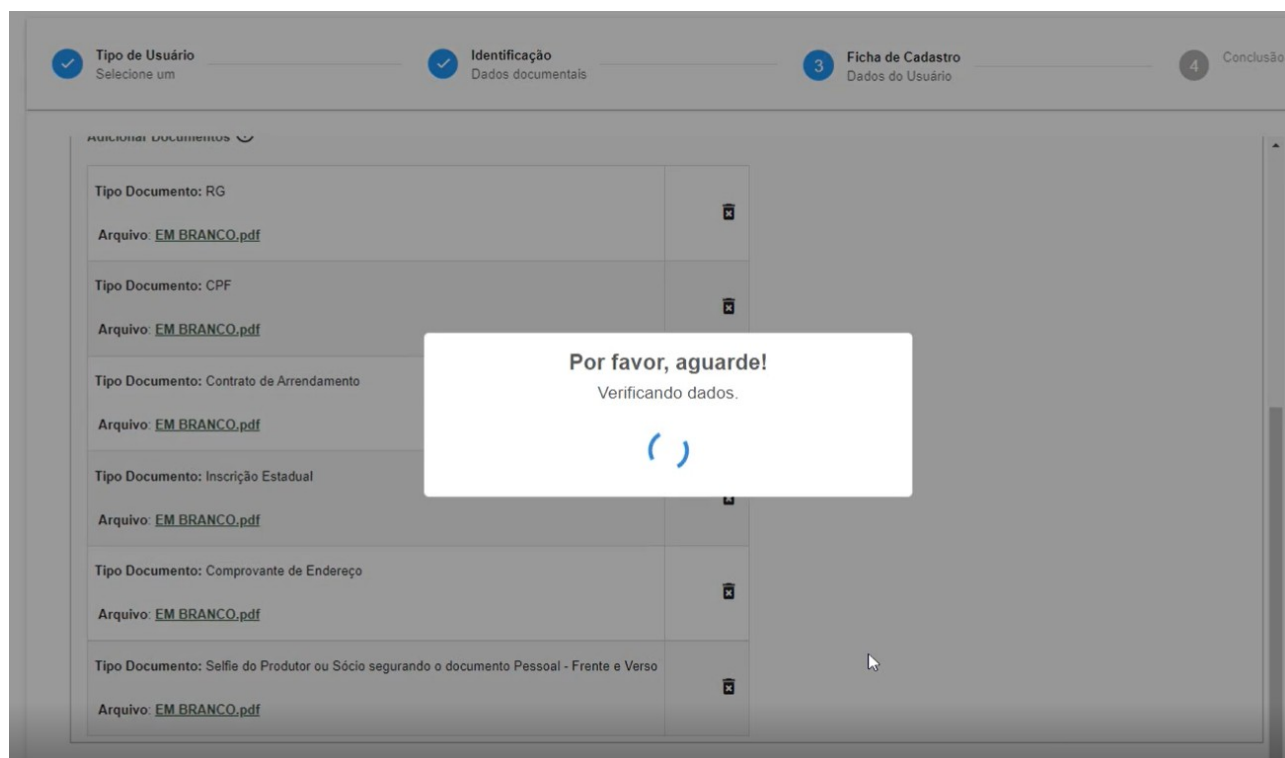 Tipo de Usuário
Selecione um
Identificação
Dados documentais
3
Ficha de Cadastro
Dados do Usuário
4
Conclusão
Adicionar Documentos
Tipo Documento: RG
Arquivo: EM BRANCO.pdf
Tipo Documento: CPF
Arquivo: EM BRANCO.pdf
Por favor, aguarde!
Verificando dados.
Tipo Documento: Contrato de Arrendamento
Arquivo: EM BRANCO.pdf
Tipo Documento: Inscrição Estadual
Arquivo: EM BRANCO.pdf
Tipo Documento: Comprovante de Endereço
Arquivo: EM BRANCO.pdf
Tipo Documento: Selfie do Produtor ou Sócio segurando o documento Pessoal - Frente e Verso
Arquivo: EM BRANCO.pdf